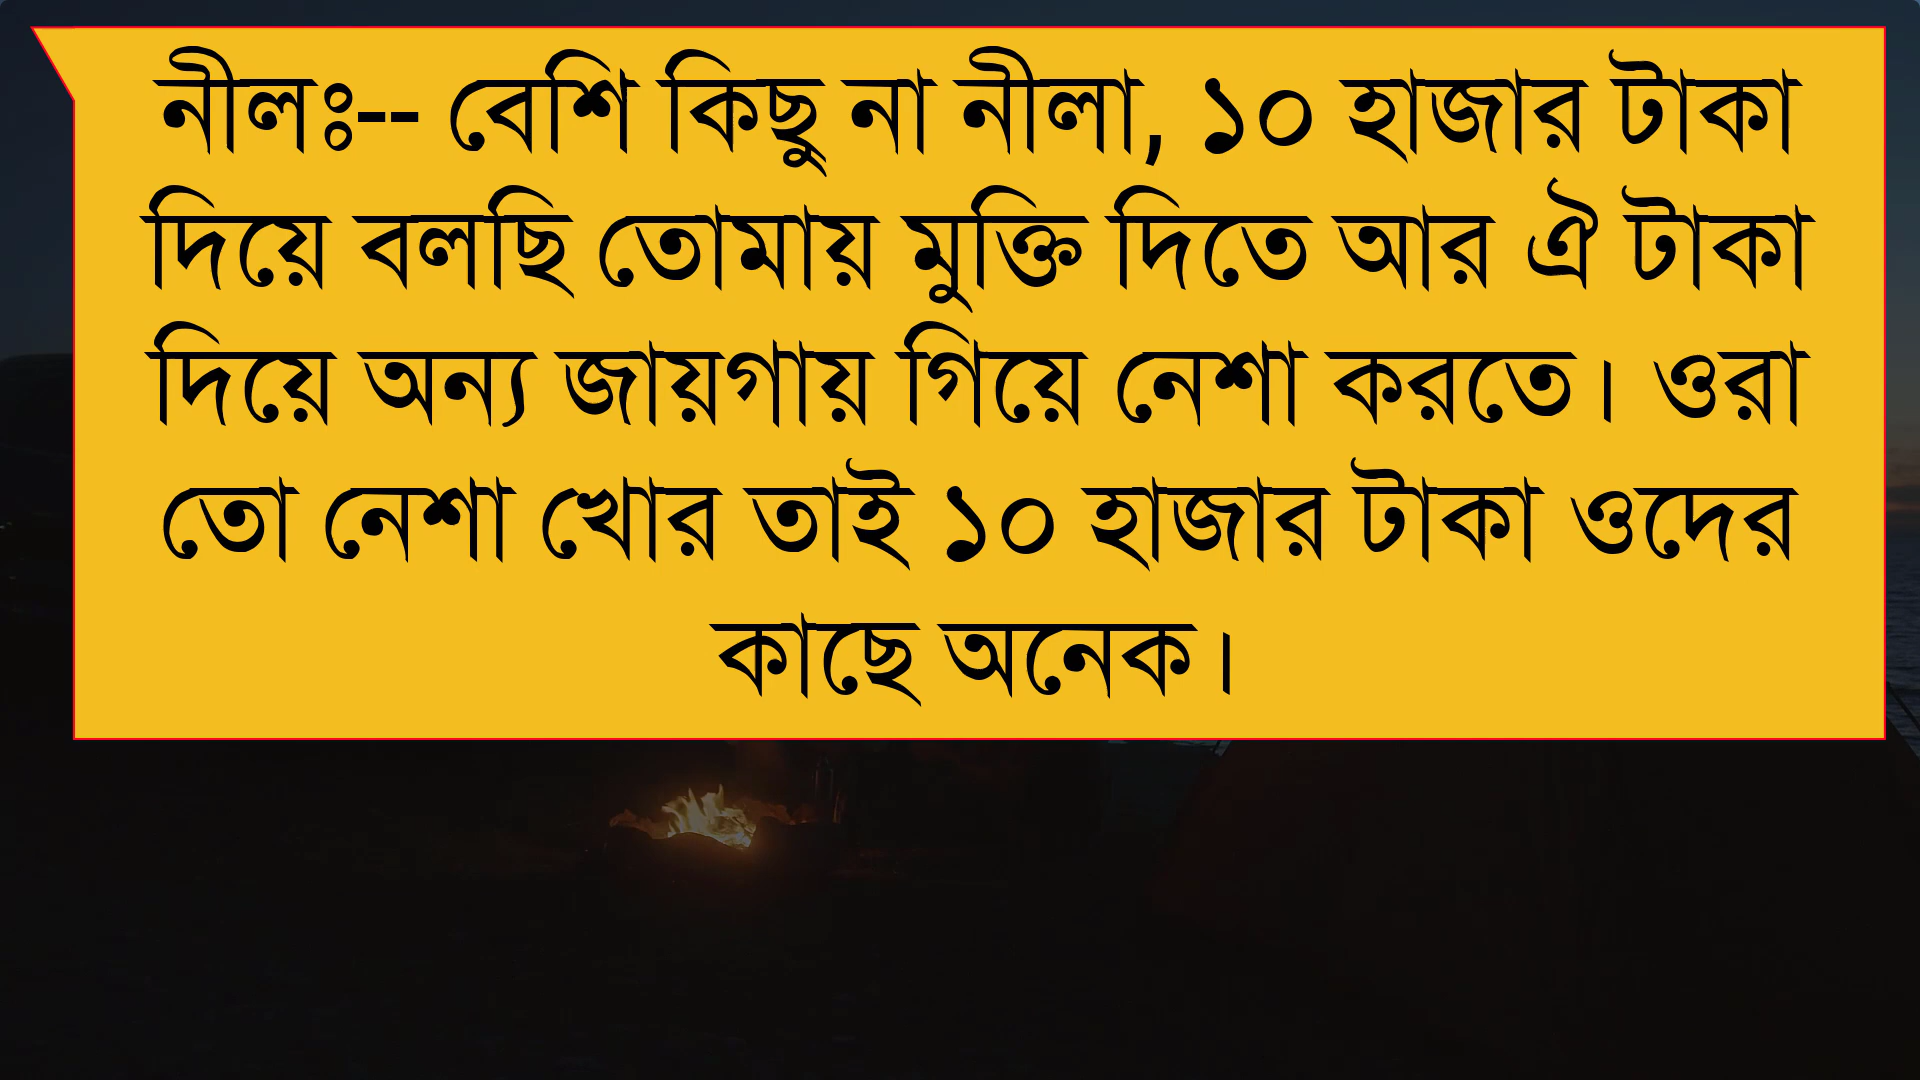 নীলঃ-- বেশি কিছু না নীলা, ১০ হাজার টাকা
দিয়ে বলছি তোমায় মুক্তি দিতে আর ঐ টাকা
দিয়ে অন্য জায়গায় গিয়ে নেশা করতে। ওরা
তো নেশা খোর তাই ১০ হাজার টাকা ওদের
কাছে অনেক।